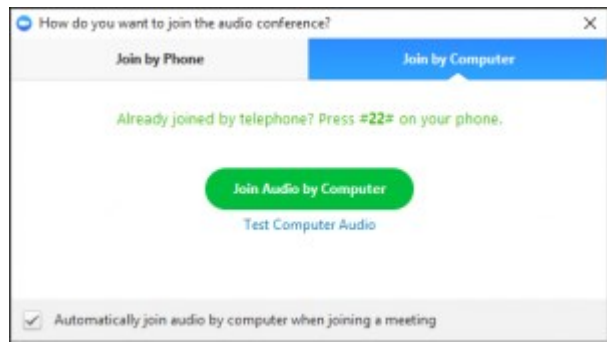 How do you want to join the audio conference?
Join by Phone
Join by Computer
Already joined by telephone? Press #22# on your phone.
Join Audio by Computer
Test Computer Audio
Automatically join audio by computer when joining a meeting